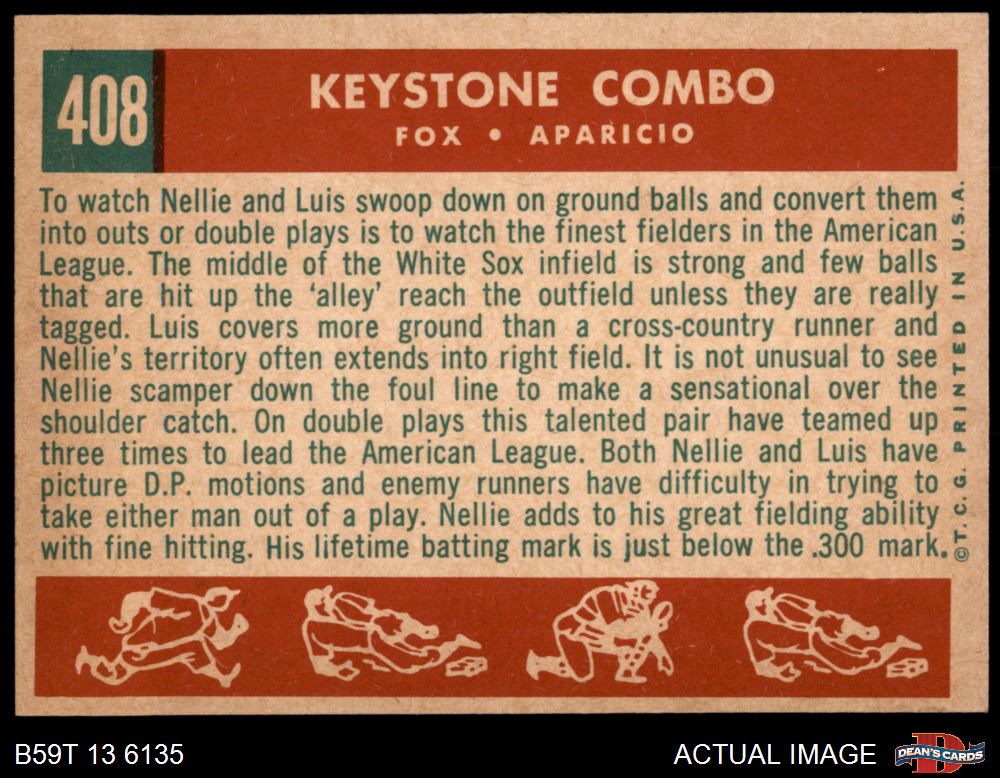 408
KEYSTONE COMBO
FOX • APARICIO
To watch Nellie and Luis swoop down on ground balls and convert them
into outs or double plays is to watch the finest fielders in the American
League. The middle of the White Sox infield is strong and few balls
that are hit up the ‘alley’ reach the outfield unless they are really
tagged. Luis covers more ground than a cross-country runner and
Nellie's territory often extends into right field. It is not unusual to see
Nellie scamper down the foul line to make a sensational over the
shoulder catch. On double plays this talented pair have teamed up
three times to lead the American League. Both Nellie and Luis have
picture D.P. motions and enemy runners have difficulty in trying to
take either man out of a play. Nellie adds to his great fielding ability
with fine hitting. His lifetime batting mark is just below the .300 mark.
©T.C.G. PRINTED IN U.S.A.
B59T 13 6135
ACTUAL IMAGE
DEAN'S CARDS